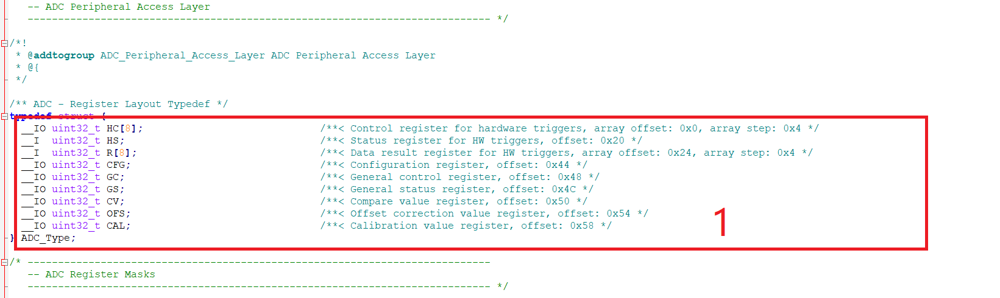 -- ADC Peripheral Access Layer
---------------------------------------------------------------------------- */
/*!
* @addtogroup ADC_Peripheral_Access_Layer ADC Peripheral Access Layer
* @{
*/
/** ADC - Register Layout Typedef */
typedef struct {
__IO uint32_t HC[8]; /**< Control register for hardware triggers, array offset: 0x0, array step: 0x4 */
__I  uint32_t HS; /**< Status register for HW triggers, offset: 0x20 */
__I  uint32_t R[8]; /**< Data result register for HW triggers, array offset: 0x24, array step: 0x4 */
__IO uint32_t CFG; /**< Configuration register, offset: 0x44 */
__IO uint32_t GC; /**< General control register, offset: 0x48 */
__IO uint32_t GS; /**< General status register, offset: 0x4C */
__IO uint32_t CV; /**< Compare value register, offset: 0x50 */
__IO uint32_t OFS; /**< Offset correction value register, offset: 0x54 */
__IO uint32_t CAL; /**< Calibration value register, offset: 0x58 */
1
} ADC_Type;
/* ----------------------------------------------------------------------------
-- ADC Register Masks
---------------------------------------------------------------------------- */